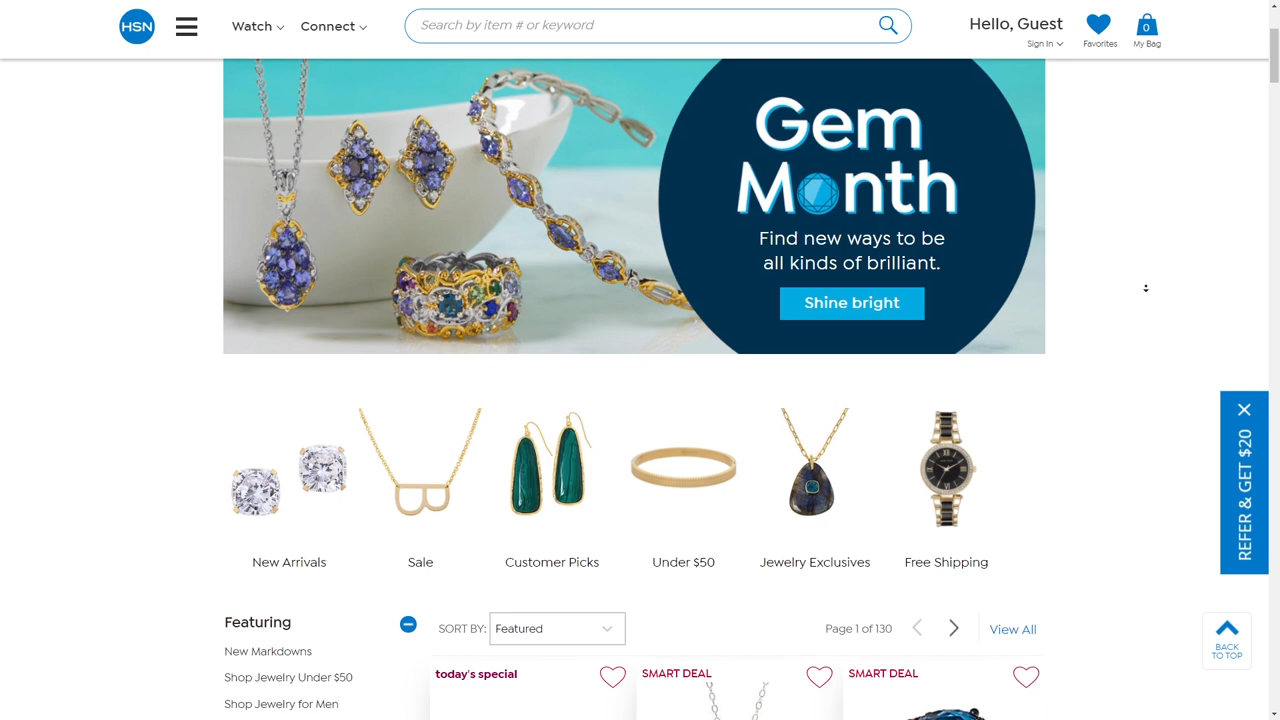 HSN
Watch
Connect
Search by item # or keyword
Hello, Guest
Sign In
Favorites
0
My Bag
Gem
Month
Find new ways to be
all kinds of brilliant.
Shine bright
REFER & GET $20
New Arrivals
Sale
Customer Picks
Under $50
Jewelry Exclusives
Free Shipping
Featuring
New Markdowns
Shop Jewelry Under $50
Shop Jewelry for Men
SORT BY:
Featured
Page 1 of 130
View All
today's special
SMART DEAL
SMART DEAL
BACK
TO TOP